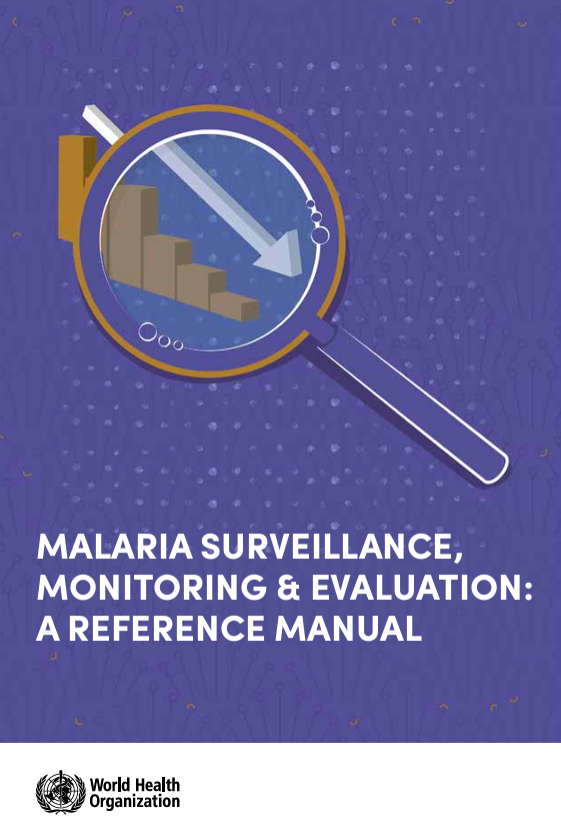 MALARIA SURVEILLANCE,
MONITORING & EVALUATION:
A REFERENCE MANUAL
World Health
Organization